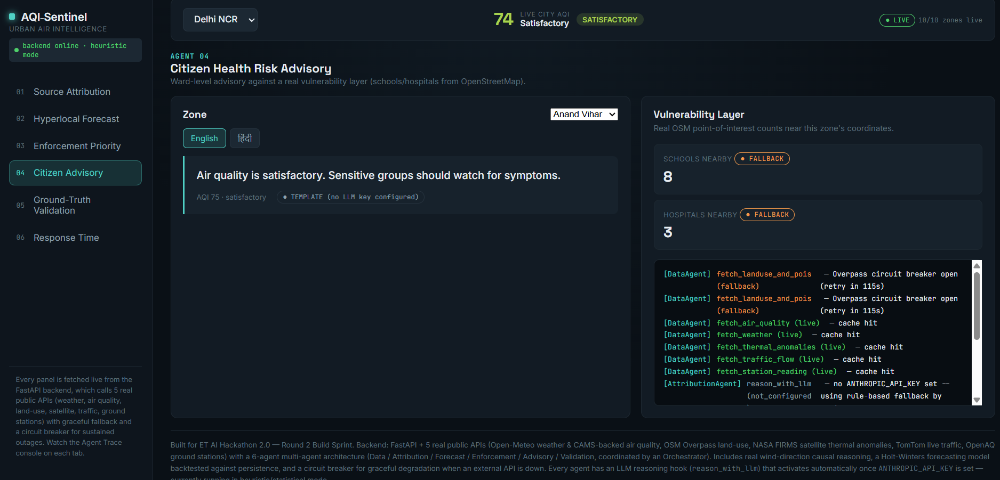 AQI-Sentinel
URBAN AIR INTELLIGENCE
backend online · heuristic
mode
01 Source Attribution
02 Hyperlocal Forecast
03 Enforcement Priority
04 Citizen Advisory
05 Ground-Truth
Validation
06 Response Time
Every panel is fetched live from the
FastAPI backend, which calls 5 real
public APIs (weather, air quality,
land-use, satellite, traffic, ground
stations) with graceful fallback and
a circuit breaker for sustained
outages. Watch the Agent Trace
console on each tab.
Delhi NCR
74
LIVE CITY AQI
Satisfactory
SATISFACTORY
LIVE 10/10 zones live
AGENT 04
Citizen Health Risk Advisory
Ward-level advisory against a real vulnerability layer (schools/hospitals from OpenStreetMap).
Zone
Anand Vihar
English
हिंदी
Air quality is satisfactory. Sensitive groups should watch for symptoms.
AQI 75 · satisfactory
TEMPLATE (no LLM key configured)
Vulnerability Layer
Real OSM point-of-interest counts near this zone's coordinates.
SCHOOLS NEARBY FALLBACK
8
HOSPITALS NEARBY FALLBACK
3
[DataAgent] fetch_landuse_and_pois — Overpass circuit breaker open
(fallback) (retry in 115s)
[DataAgent] fetch_landuse_and_pois — Overpass circuit breaker open
(fallback) (retry in 115s)
[DataAgent] fetch_air_quality (live) — cache hit
[DataAgent] fetch_weather (live) — cache hit
[DataAgent] fetch_thermal_anomalies (live) — cache hit
[DataAgent] fetch_traffic_flow (live) — cache hit
[DataAgent] fetch_station_reading (live) — cache hit
[AttributionAgent] reason_with_llm — no ANTHROPIC_API_KEY set --
(not_configured using rule-based fallback by
Built for ET AI Hackathon 2.0 — Round 2 Build Sprint. Backend: FastAPI + 5 real public APIs (Open-Meteo weather & CAMS-backed air quality, OSM Overpass land-use, NASA FIRMS satellite thermal anomalies, TomTom live traffic, OpenAQ
ground stations) with a 6-agent multi-agent architecture (Data / Attribution / Forecast / Enforcement / Advisory / Validation, coordinated by an Orchestrator). Includes real wind-direction causal reasoning, a Holt-Winters forecasting model
backtested against persistence, and a circuit breaker for graceful degradation when an external API is down. Every agent has an LLM reasoning hook (reason_with_llm) that activates automatically once ANTHROPIC_API_KEY is set —
currently running in heuristic/statistical mode